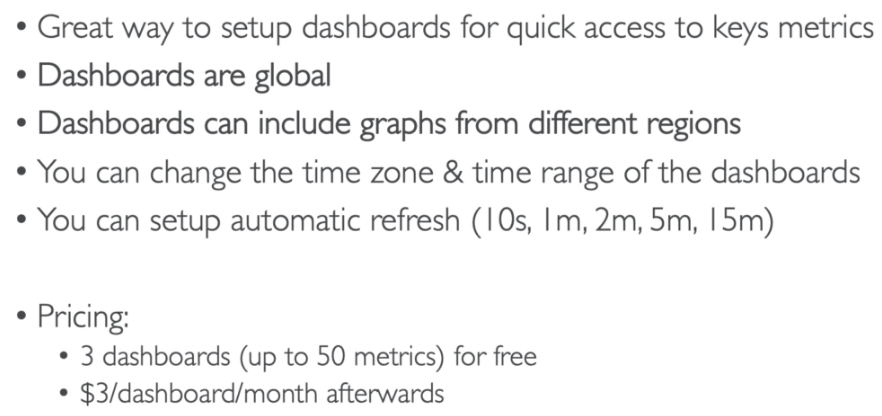 • Great way to setup dashboards for quick access to keys metrics
• Dashboards are global
• Dashboards can include graphs from different regions
• You can change the time zone & time range of the dashboards
• You can setup automatic refresh (10s, 1m, 2m, 5m, 15m)
• Pricing:
• 3 dashboards (up to 50 metrics) for free
• $3/dashboard/month afterwards